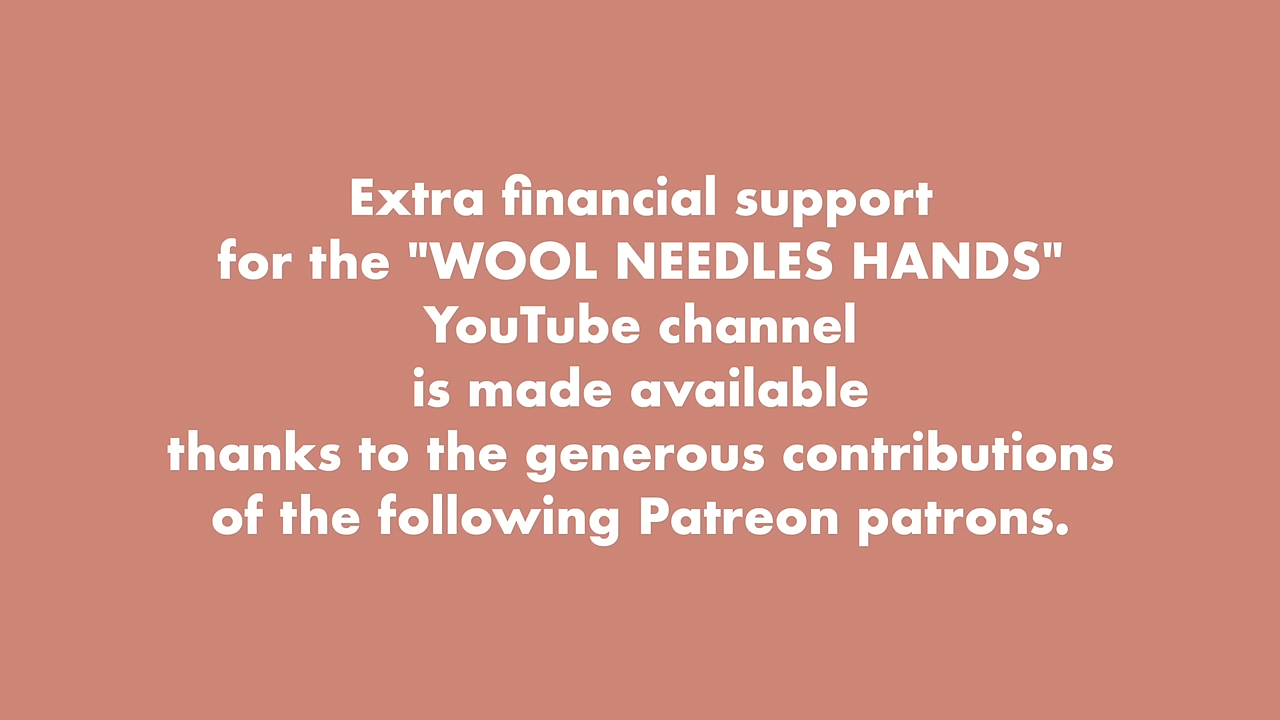 Extra financial support
for the "WOOL NEEDLES HANDS"
YouTube channel
is made available
thanks to the generous contributions
of the following Patreon patrons.